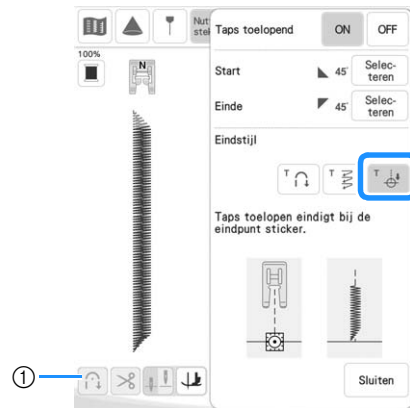 Nut
stel
100%
N
Taps toelopend
ON
OFF
Start
45°
Selec-
teren
Einde
45°
Selec-
teren
Eindstijl
T
T
T
Taps toelopen eindigt bij de
eindpunt sticker.
①
Sluiten